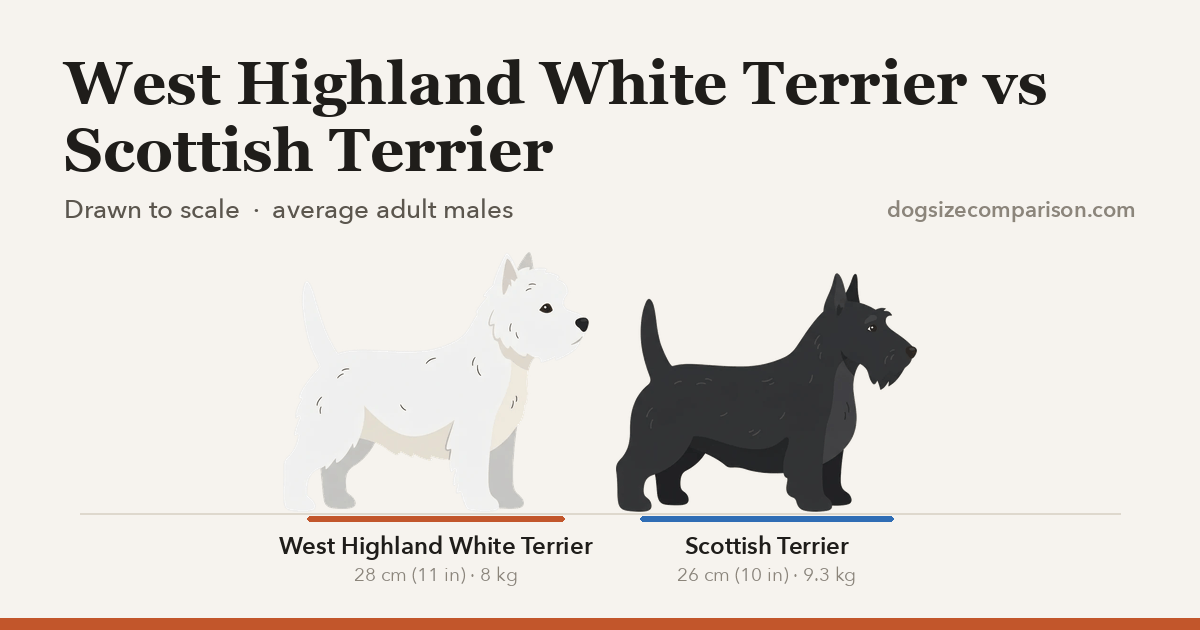 West Highland White Terrier vs
Scottish Terrier
Drawn to scale · average adult males
dogsizecomparison.com
West Highland White Terrier
28 cm (11 in) · 8 kg
Scottish Terrier
26 cm (10 in) · 9.3 kg